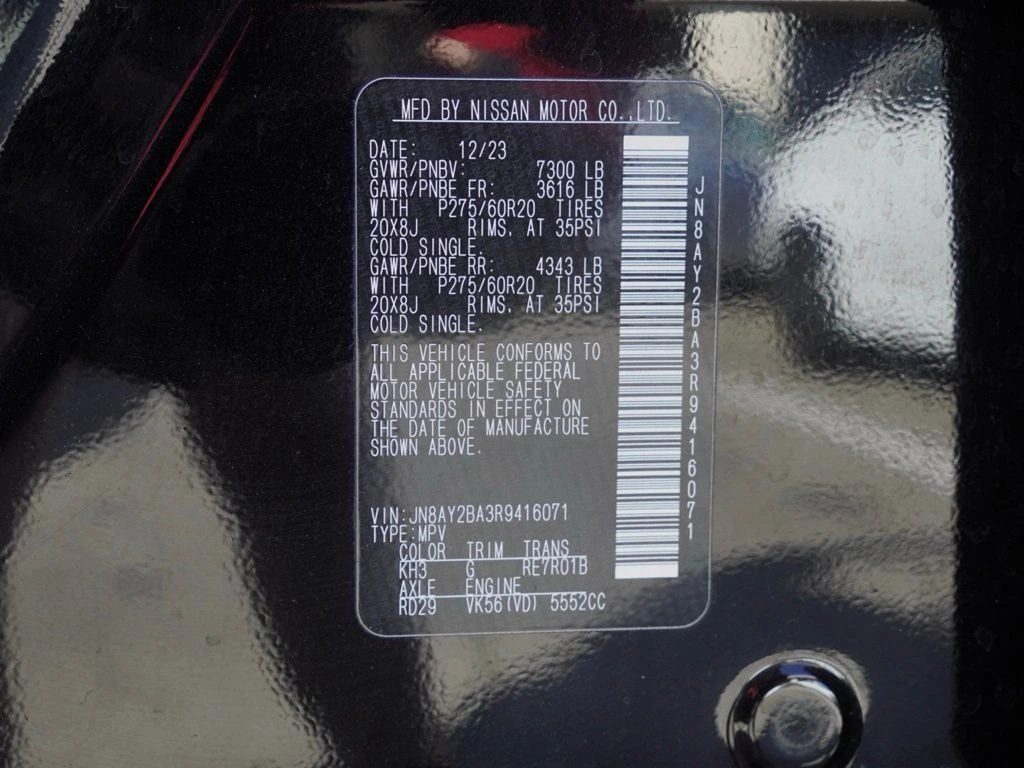 MFD BY NISSAN MOTOR CO.,LTD.
DATE: 12/23
GVWR/PNBV: 7300 LB
GAWR/PNBE FR: 3616 LB
WITH P275/60R20 TIRES
20X8J RIMS, AT 35PSI
COLD SINGLE.
GAWR/PNBE RR: 4343 LB
WITH P275/60R20 TIRES
20X8J RIMS, AT 35PSI
COLD SINGLE.
THIS VEHICLE CONFORMS TO
ALL APPLICABLE FEDERAL
MOTOR VEHICLE SAFETY
STANDARDS IN EFFECT ON
THE DATE OF MANUFACTURE
SHOWN ABOVE.
VIN:JN8AY2BA3R9416071
TYPE:MPV
COLOR TRIM TRANS
KH3 G RE7R01B
AXLE ENGINE
RD29 VK56(VD) 5552CC
JN8AY2BA3R9416071